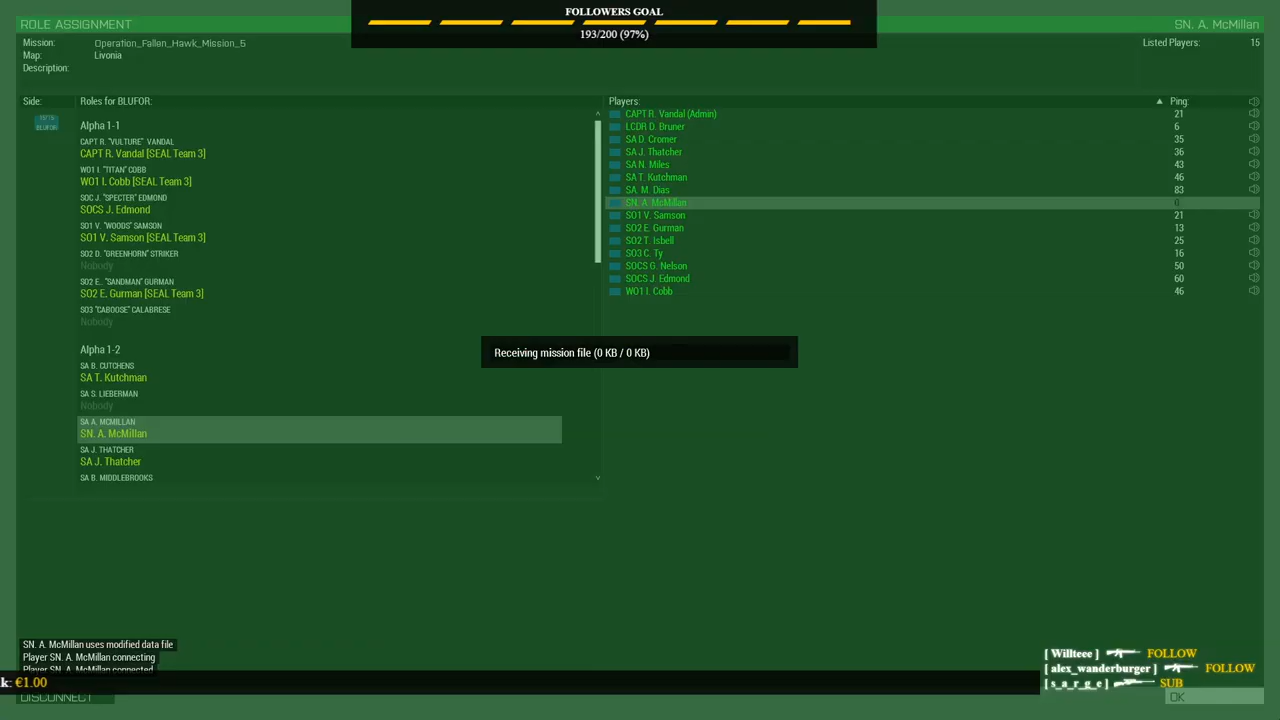 FOLLOWERS GOAL
193/200 (97%)
ROLE ASSIGNMENT
SN. A. McMillan
Mission: Operation_Fallen_Hawk_Mission_5
Map: Livonia
Description:
Listed Players: 15
Side:
Roles for BLUFOR:
BLUFOR
Alpha 1-1
CAPT R. "VULTURE" VANDAL
CAPT R. Vandal [SEAL Team 3]
WO1 I. "TITAN" COBB
WO1 I. Cobb [SEAL Team 3]
SOC J. "SPECTER" EDMOND
SOCS J. Edmond
SO1 V. "WOODS" SAMSON
SO1 V. Samson [SEAL Team 3]
SO2 D. "GREENHORN" STRIKER
Nobody
SO2 E.. "SANDMAN" GURMAN
SO2 E. Gurman [SEAL Team 3]
SO3 "CABOOSE" CALABRESE
Nobody
Alpha 1-2
SA B. CUTCHENS
SA T. Kutchman
SA S. LIEBERMAN
Nobody
SA A. MCMILLAN
SN. A. McMillan
SA J. THATCHER
SA J. Thatcher
SA B. MIDDLEBROOKS
Players: Ping:
CAPT R. Vandal (Admin) 21
LCDR D. Bruner 6
SA D. Cromer 35
SA J. Thatcher 36
SA N. Miles 43
SA T. Kutchman 46
SA. M. Dias 83
SN. A. McMillan 0
SO1 V. Samson 21
SO2 E. Gurman 13
SO2 T. Isbell 25
SO3 C. Ty 16
SOCS G. Nelson 50
SOCS J. Edmond 60
WO1 I. Cobb 46
Receiving mission file (0 KB / 0 KB)
SN. A. McMillan uses modified data file
Player SN. A. McMillan connecting
Player SN. A. McMillan connected
k: €1.00
DISCONNECT
[ Willteee ] FOLLOW
[ alex_wanderburger ] FOLLOW
[ s_a_r_g_e ] SUB
OK